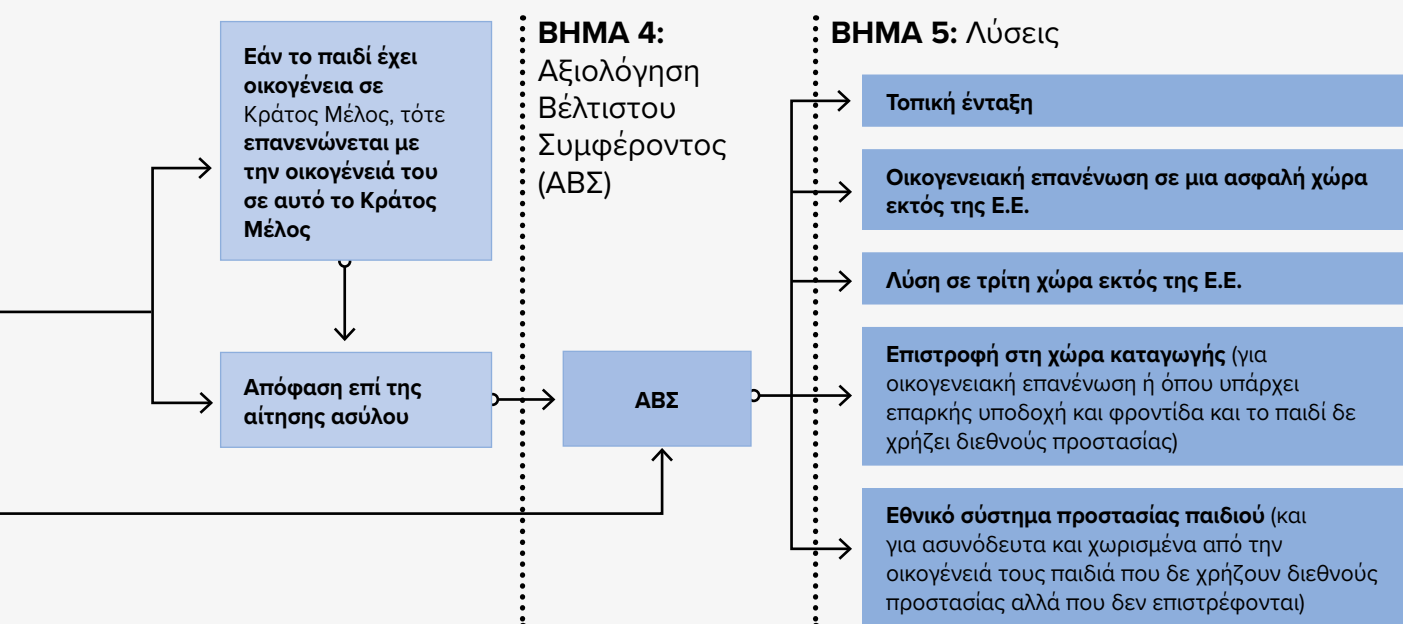 Εάν το παιδί έχει
οικογένεια σε
Κράτος Μέλος, τότε
επανενώνεται με
την οικογένειά του
σε αυτό το Κράτος
Μέλος
Απόφαση επί της
αίτησης ασύλου
ΒΗΜΑ 4:
Αξιολόγηση
Βέλτιστου
Συμφέροντος
(ΑΒΣ)
ΑΒΣ
ΒΗΜΑ 5: Λύσεις
Τοπική ένταξη
Οικογενειακή επανένωση σε μια ασφαλή χώρα
εκτός της Ε.Ε.
Λύση σε τρίτη χώρα εκτός της Ε.Ε.
Επιστροφή στη χώρα καταγωγής (για
οικογενειακή επανένωση ή όπου υπάρχει
επαρκής υποδοχή και φροντίδα και το παιδί δε
χρήζει διεθνούς προστασίας)
Εθνικό σύστημα προστασίας παιδιού (και
για ασυνόδευτα και χωρισμένα από την
οικογένειά τους παιδιά που δε χρήζουν διεθνούς
προστασίας αλλά που δεν επιστρέφονται)